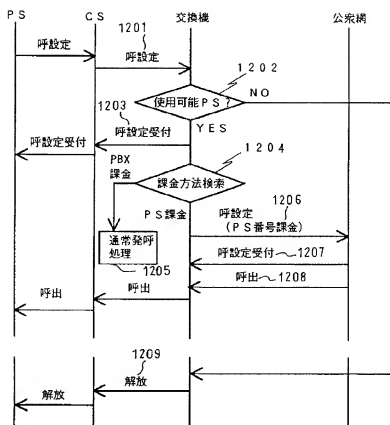 PS
CS
交換機
公衆網
1201
呼設定
呼設定
1202
使用可能PS?
NO
1203
呼設定受付
YES
呼設定受付
1204
PBX
課金
課金方法検索
1206
PS課金
呼設定
(PS番号課金)
通常発呼
処理
呼設定受付
1207
1205
呼出
1208
呼出
呼出
1209
解放
解放